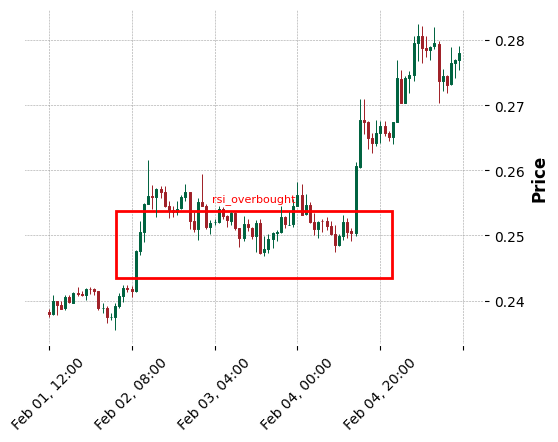 0.28
0.27
0.26
rsi_overbought
0.25
0.24
Price
Feb 01, 12:00
Feb 02, 08:00
Feb 03, 04:00
Feb 04, 00:00
Feb 04, 20:00